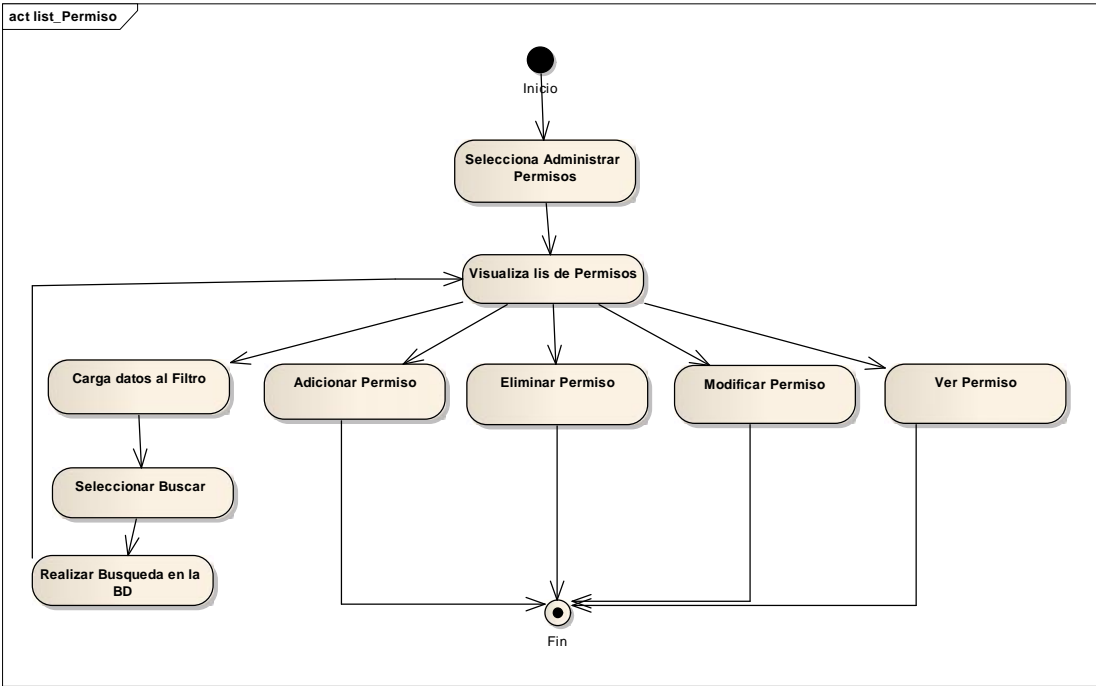 act list_Permiso
Inicio
Selecciona Administrar
Permisos
Visualiza lis de Permisos
Carga datos al Filtro
Adicionar Permiso
Eliminar Permiso
Modificar Permiso
Ver Permiso
Seleccionar Buscar
Realizar Busqueda en la
BD
Fin